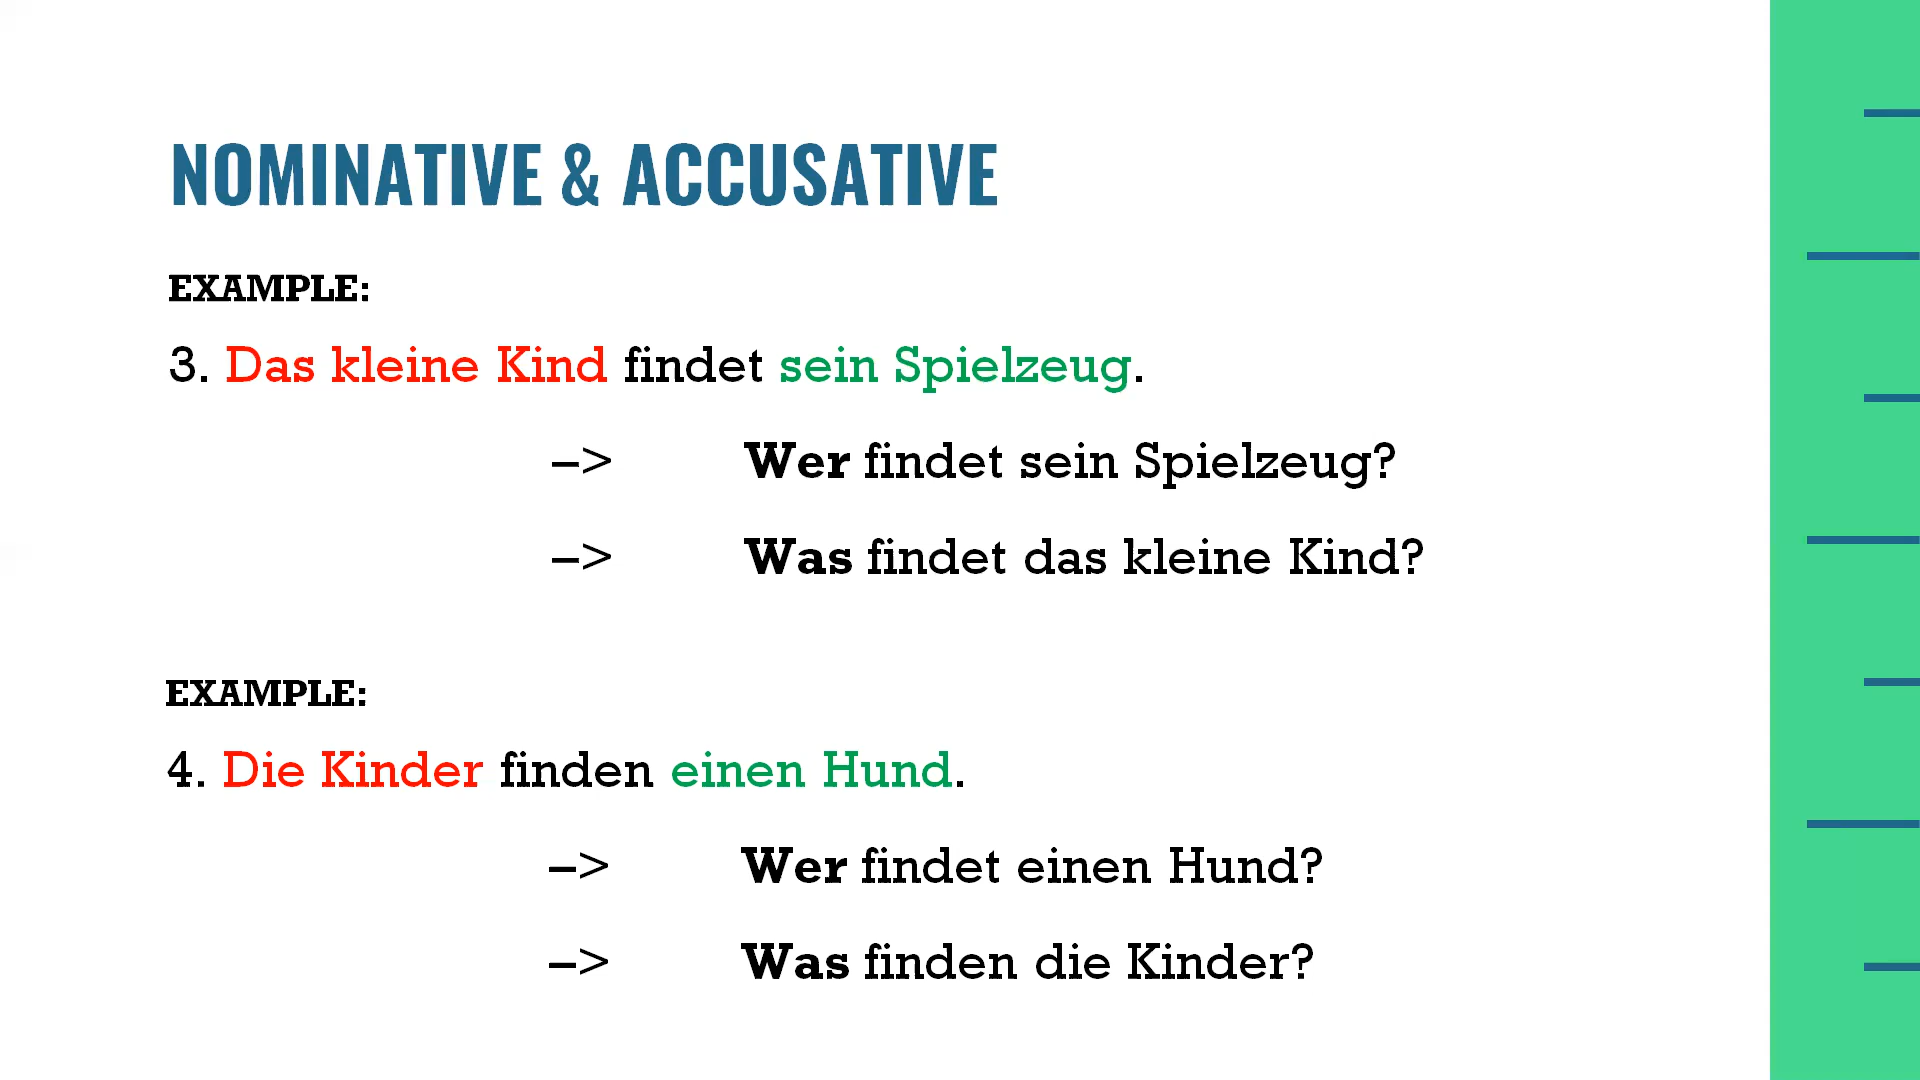 NOMINATIVE & ACCUSATIVE
EXAMPLE:
3. Das kleine Kind findet sein Spielzeug.
–> Wer findet sein Spielzeug?
–> Was findet das kleine Kind?
EXAMPLE:
4. Die Kinder finden einen Hund.
–> Wer findet einen Hund?
–> Was finden die Kinder?